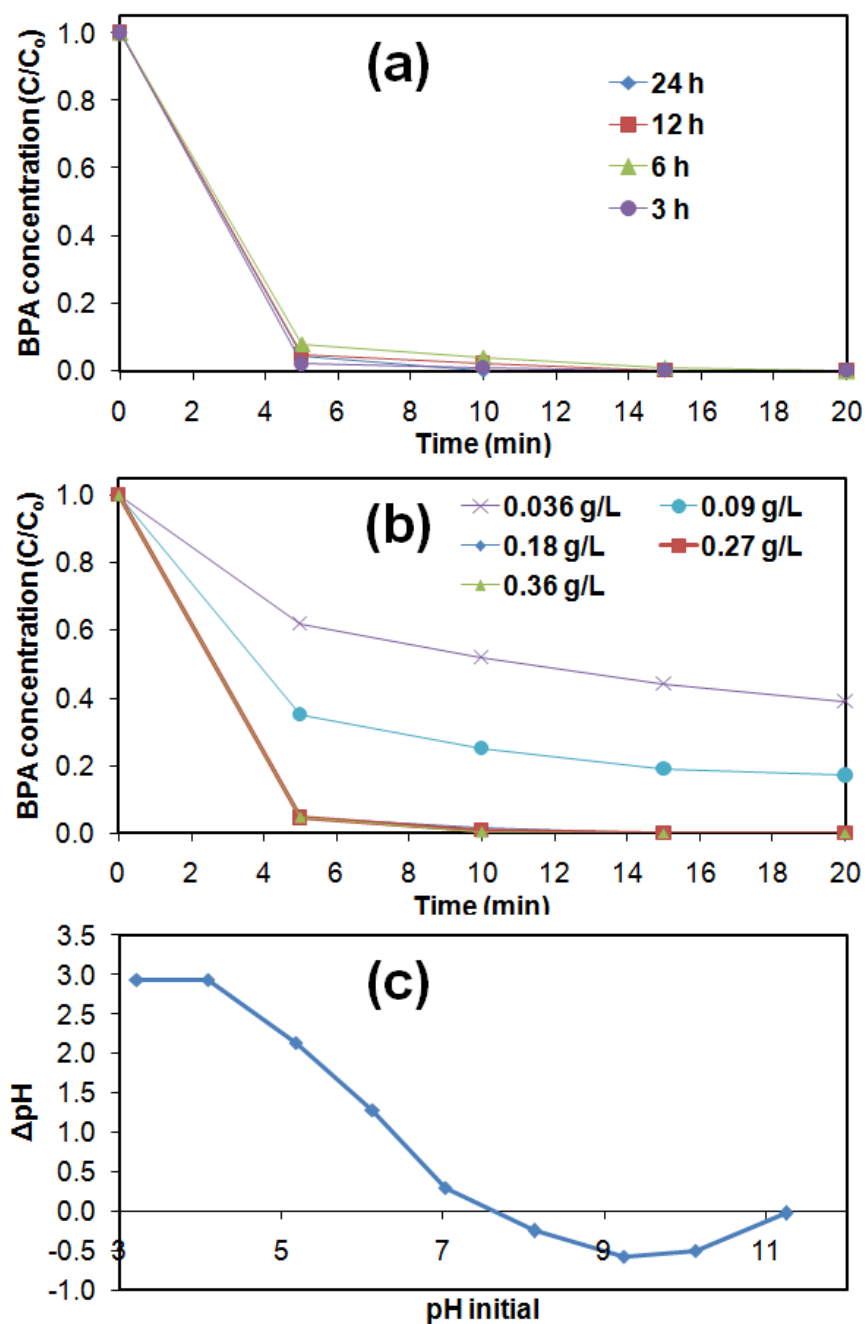 (a)
BPA concentration (C/C₀)
1.0
0.8
0.6
0.4
0.2
0.0
24 h
12 h
6 h
3 h
0 2 4 6 8 10 12 14 16 18 20
Time (min)
(b)
BPA concentration (C/C₀)
1.0
0.8
0.6
0.4
0.2
0.0
0.036 g/L 0.09 g/L
0.18 g/L 0.27 g/L
0.36 g/L
0 2 4 6 8 10 12 14 16 18 20
Time (min)
(c)
ΔpH
3.5
3.0
2.5
2.0
1.5
1.0
0.5
0.0
-0.5
-1.0
3 5 7 9 11
pH initial